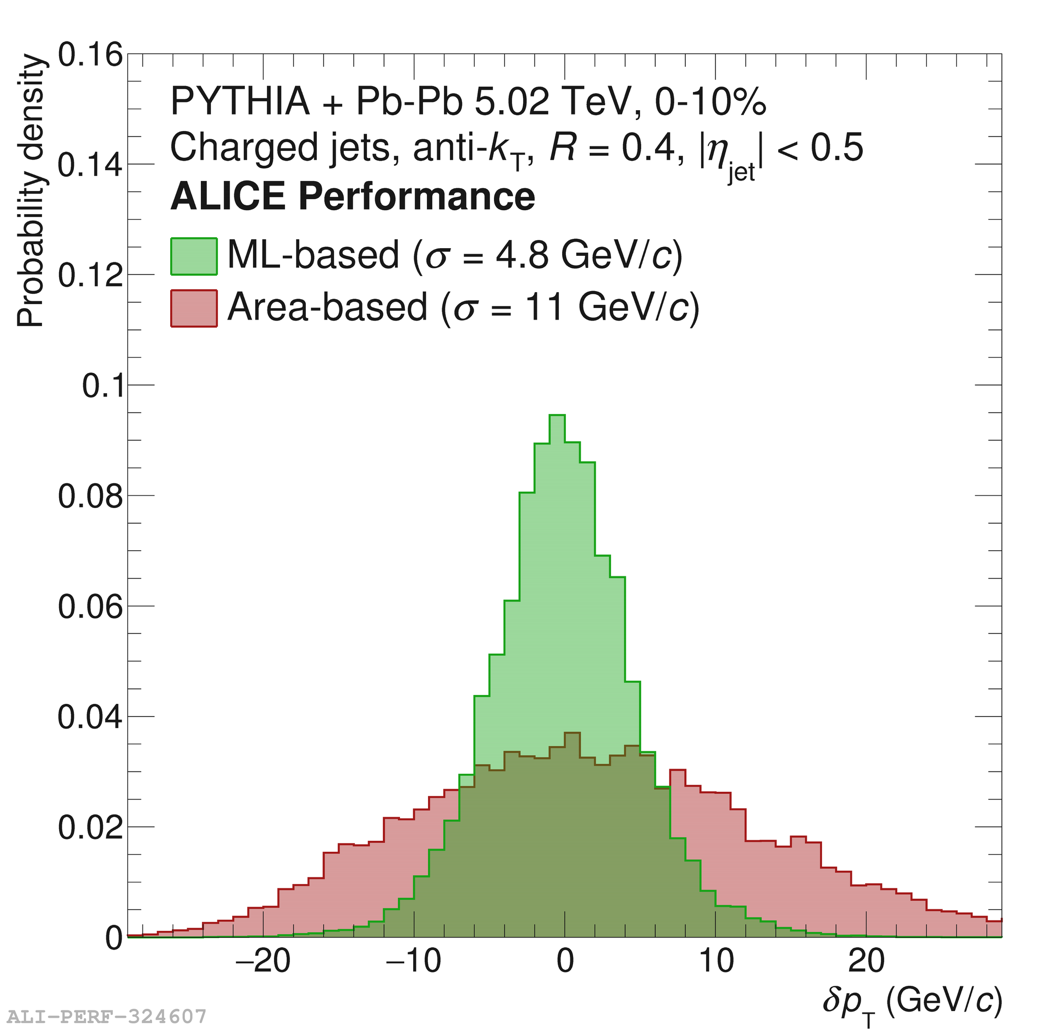 Probability density
0.16
0.14
0.12
0.1
0.08
0.06
0.04
0.02
0
PYTHIA + Pb-Pb 5.02 TeV, 0-10%
Charged jets, anti-kT, R = 0.4, |ηjet| < 0.5
ALICE Performance
ML-based (σ = 4.8 GeV/c)
Area-based (σ = 11 GeV/c)
−20 −10 0 10 20
δpT (GeV/c)
ALI−PERF−324607